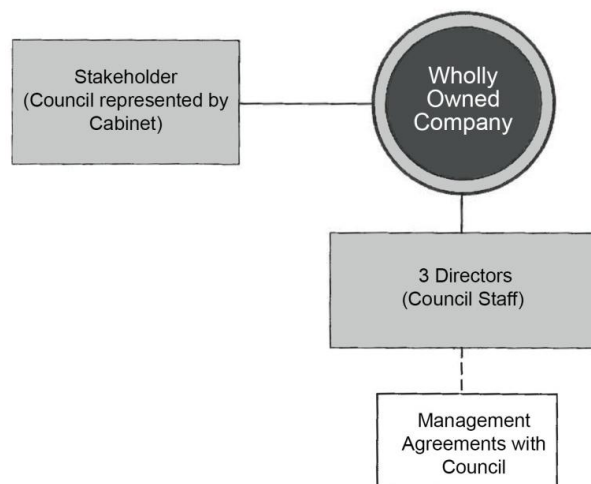 Stakeholder
(Council represented by
Cabinet)
Wholly
Owned
Company
3 Directors
(Council Staff)
Management
Agreements with
Council